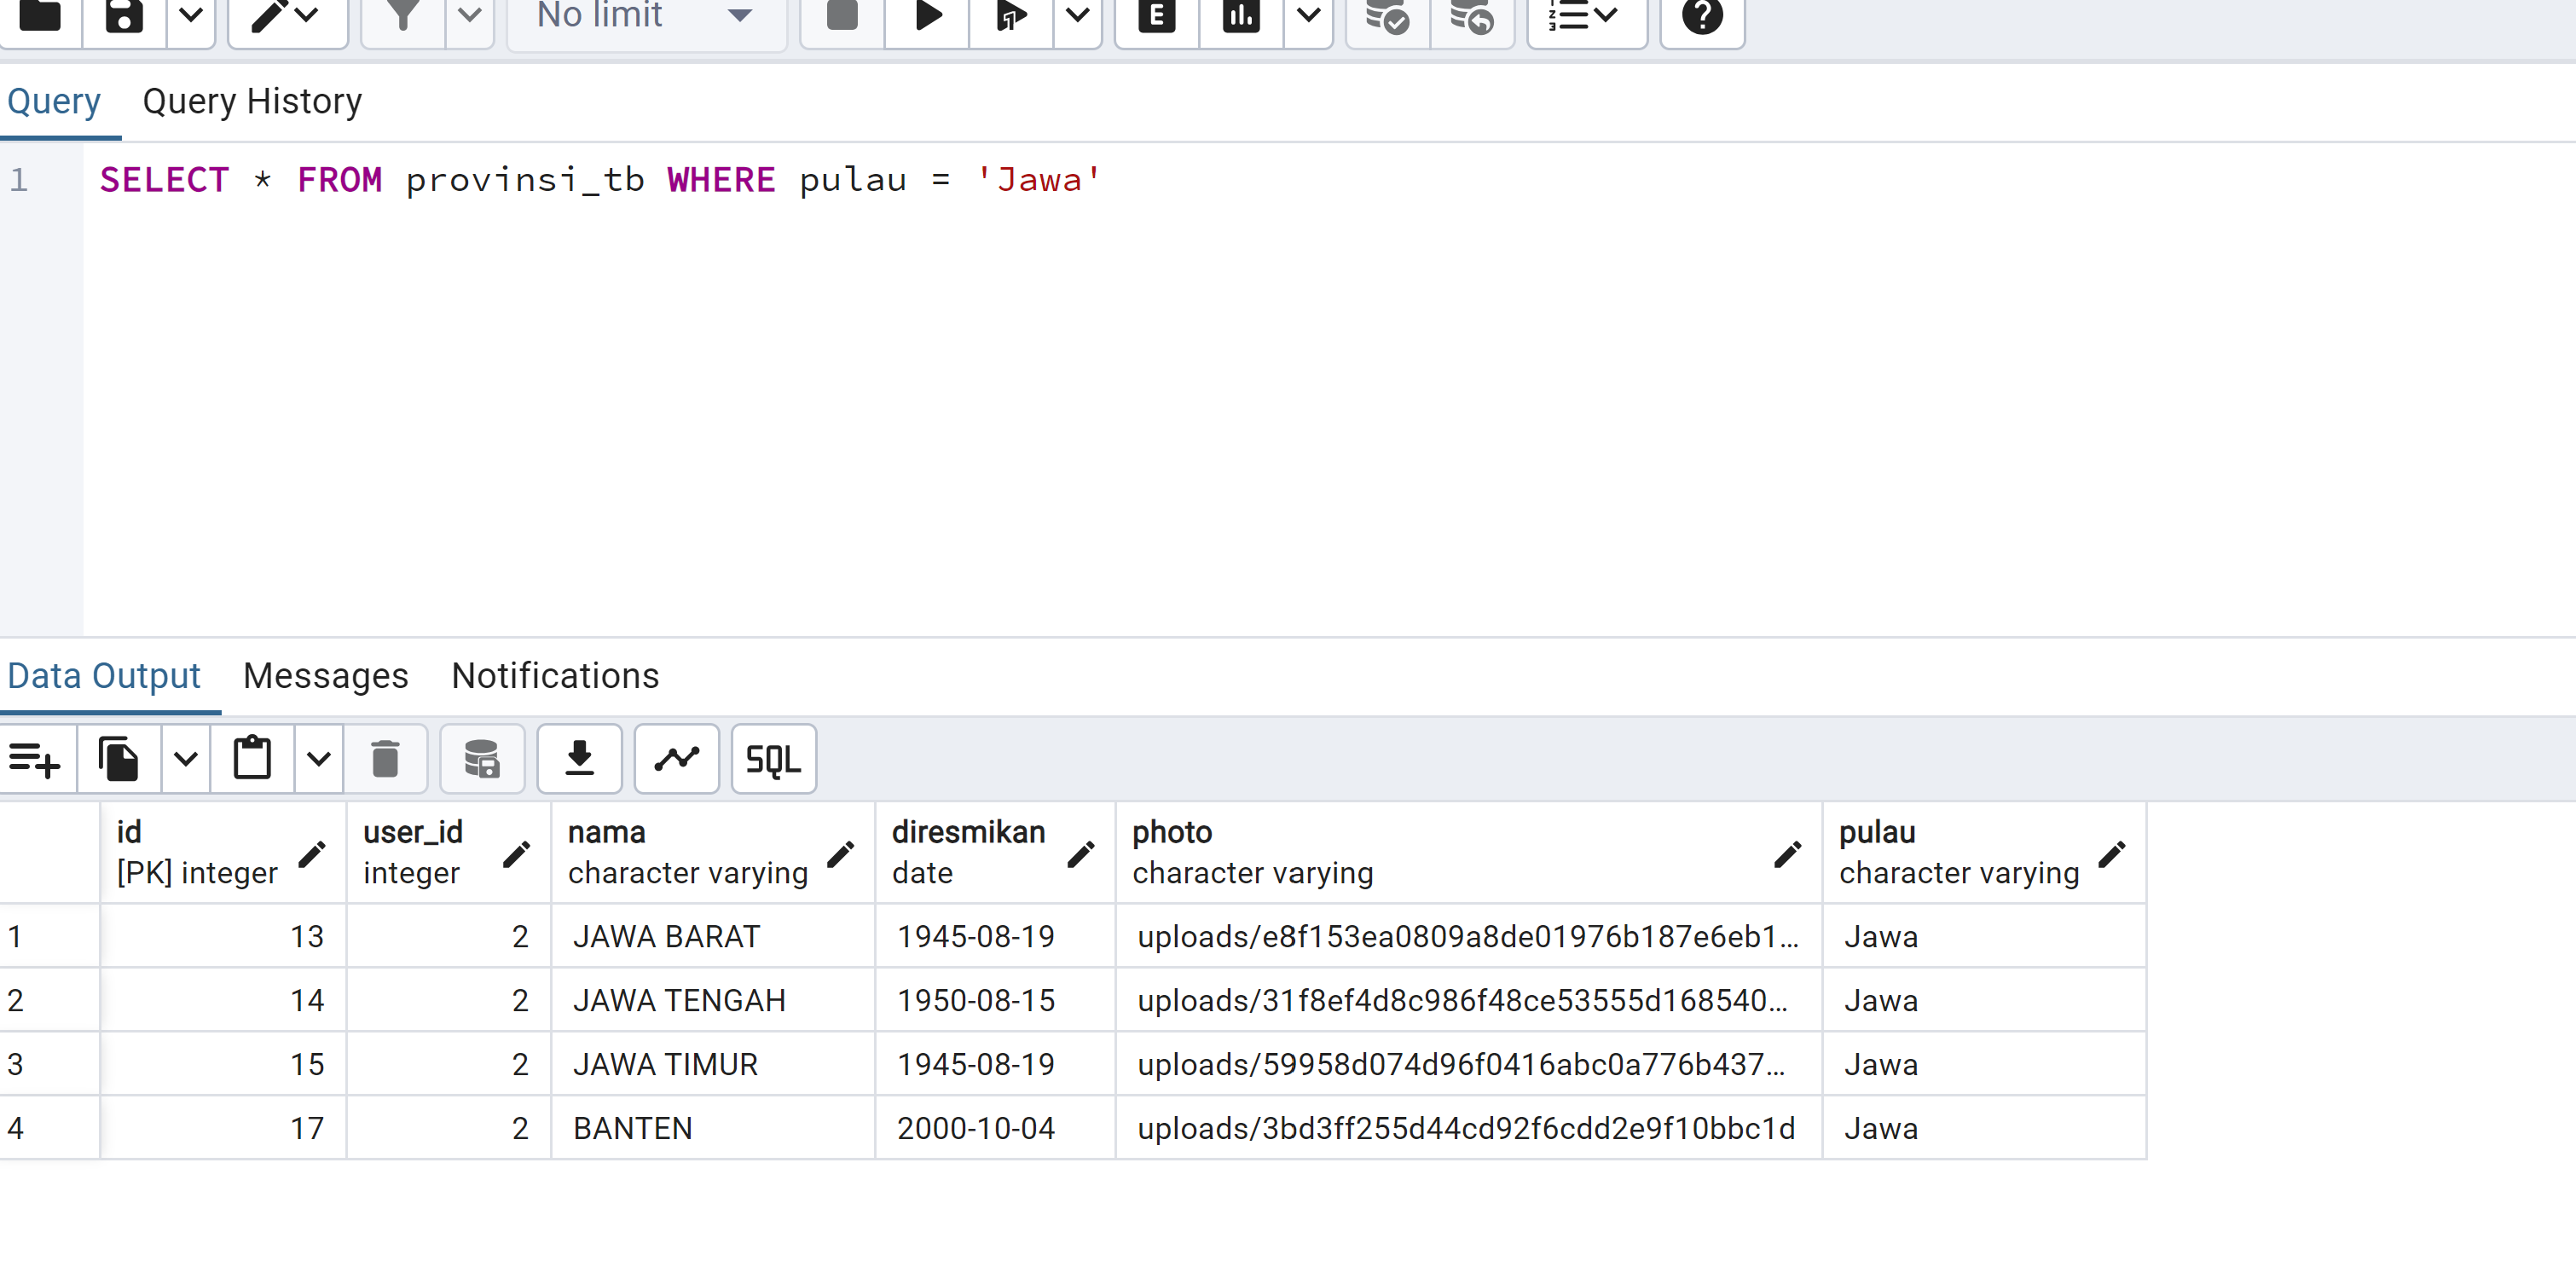 No limit
E
1
Query Query History
1 SELECT * FROM provinsi_tb WHERE pulau = 'Jawa'
Data Output Messages Notifications
SQL
id user_id nama diresmikan photo pulau
[PK] integer integer character varying date character varying character varying
1 13 2 JAWA BARAT 1945-08-19 uploads/e8f153ea0809a8de01976b187e6eb1... Jawa
2 14 2 JAWA TENGAH 1950-08-15 uploads/31f8ef4d8c986f48ce53555d168540... Jawa
3 15 2 JAWA TIMUR 1945-08-19 uploads/59958d074d96f0416abc0a776b437... Jawa
4 17 2 BANTEN 2000-10-04 uploads/3bd3ff255d44cd92f6cdd2e9f10bbc1d Jawa